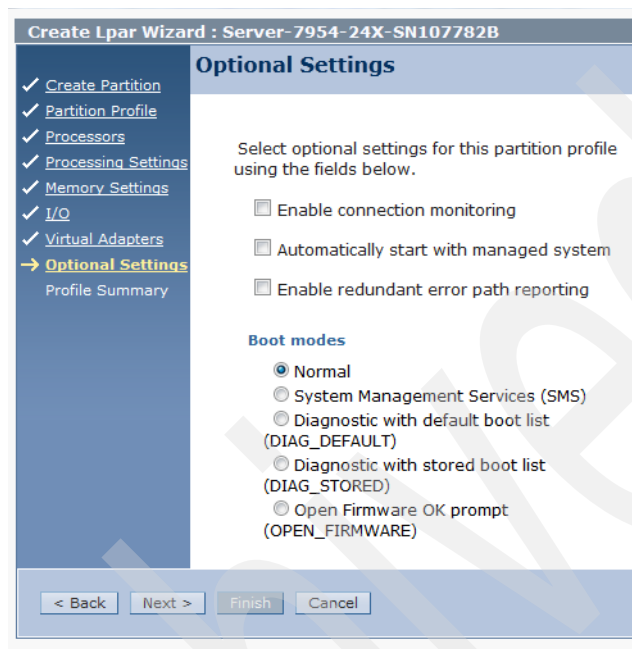 Create Lpar Wizard : Server-7954-24X-SN107782B
Create Partition
Partition Profile
Processors
Processing Settings
Memory Settings
I/O
Virtual Adapters
Optional Settings
Profile Summary
Optional Settings
Select optional settings for this partition profile
using the fields below.
Enable connection monitoring
Automatically start with managed system
Enable redundant error path reporting
Boot modes
Normal
System Management Services (SMS)
Diagnostic with default boot list
(DIAG_DEFAULT)
Diagnostic with stored boot list
(DIAG_STORED)
Open Firmware OK prompt
(OPEN_FIRMWARE)
< Back Next > Finish Cancel